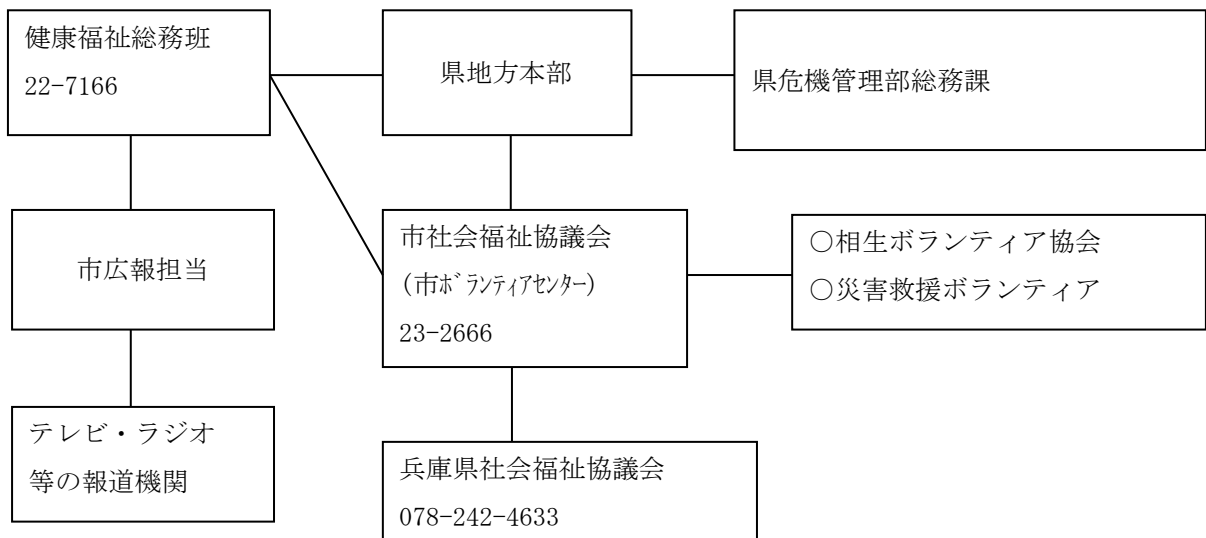 健康福祉総務班
22-7166
県地方本部
県危機管理部総務課
市広報担当
市社会福祉協議会
(市ﾎﾞﾗﾝﾃｨｱｾﾝﾀｰ)
23-2666
○相生ボランティア協会
○災害救援ボランティア
テレビ・ラジオ
等の報道機関
兵庫県社会福祉協議会
078-242-4633